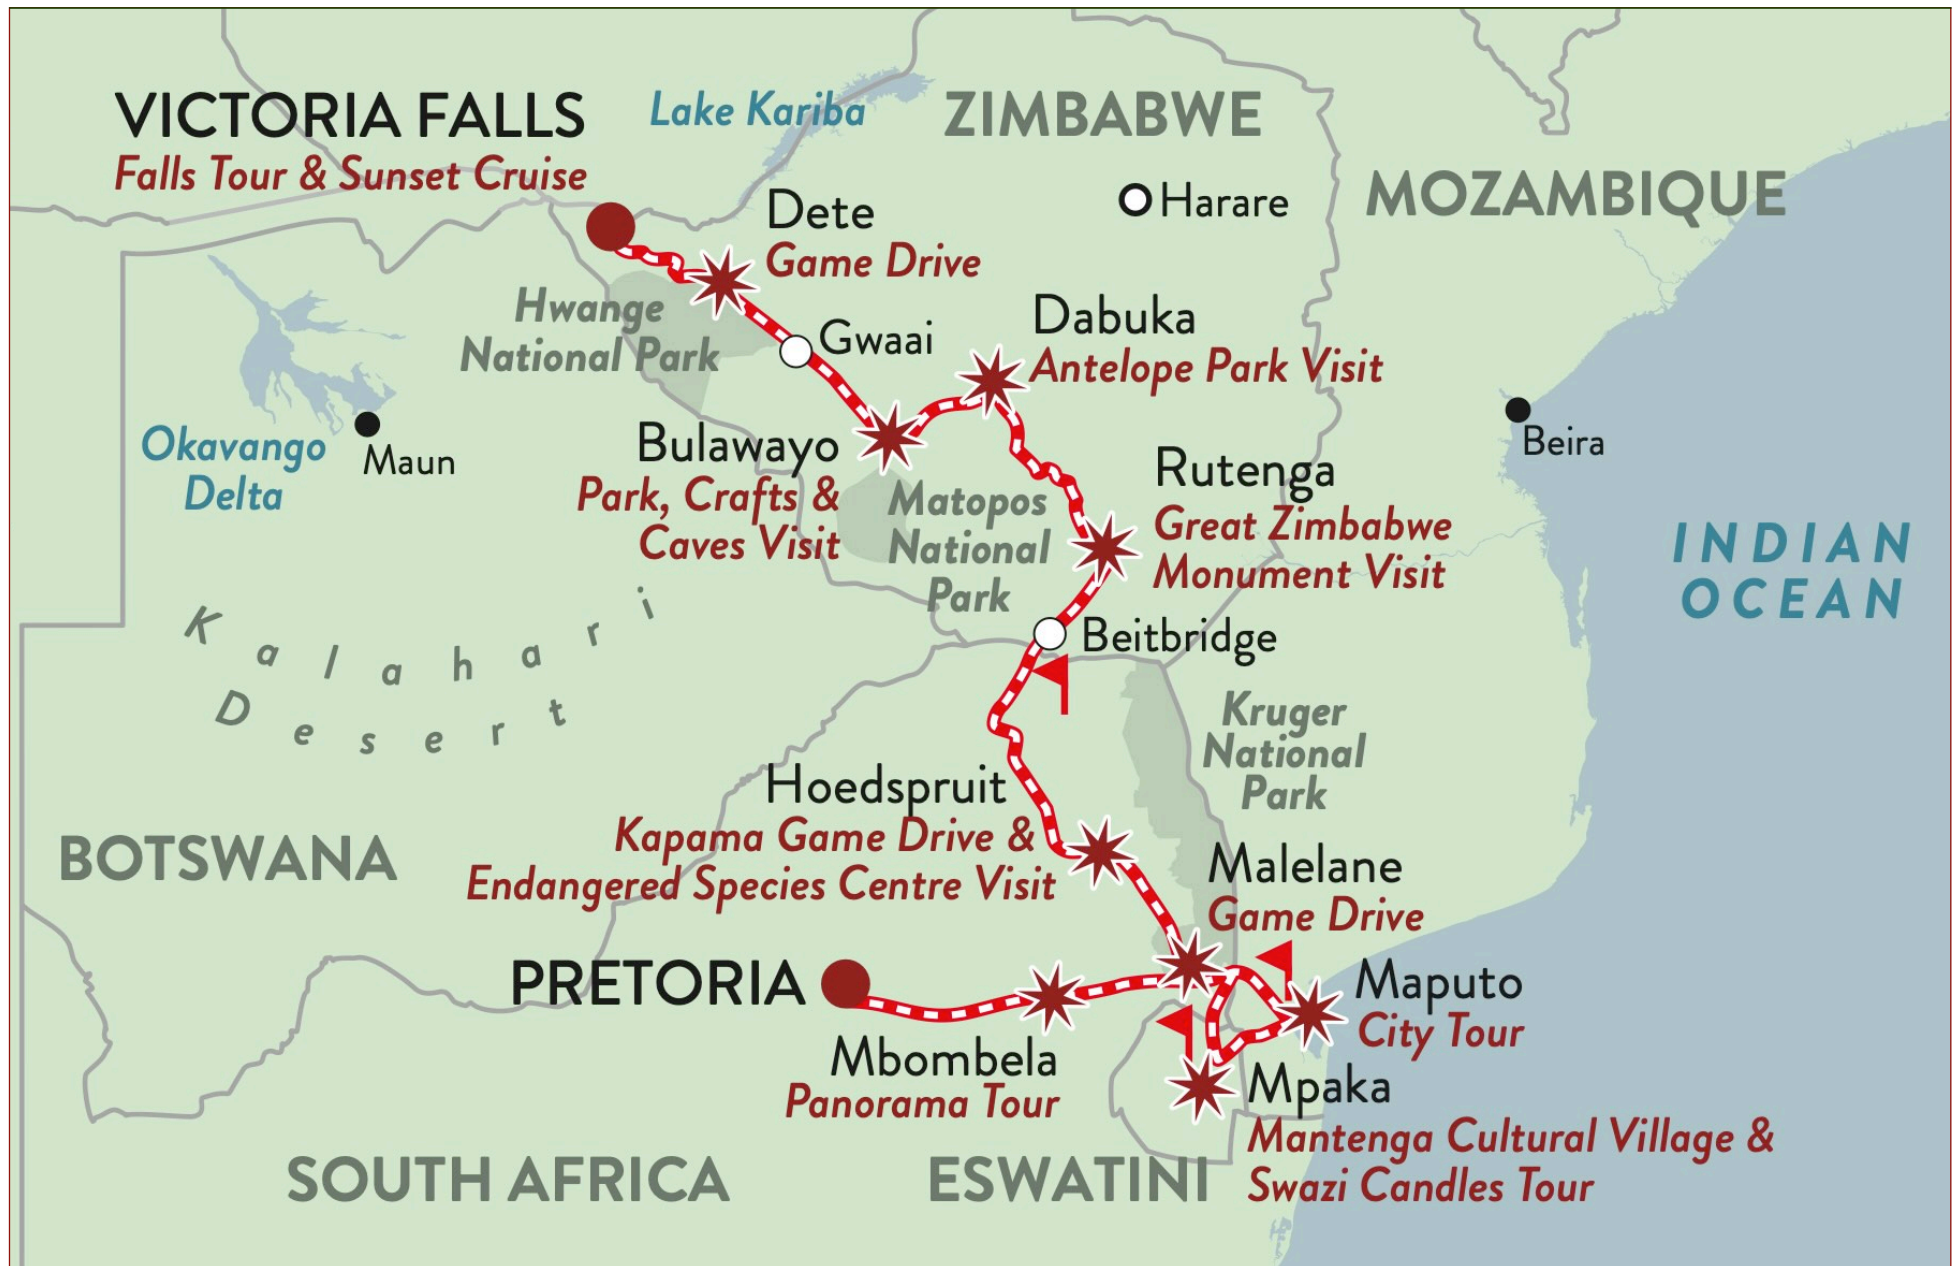 VICTORIA FALLS
Falls Tour & Sunset Cruise
Lake Kariba
ZIMBABWE
Harare
MOZAMBIQUE
Dete
Game Drive
Hwange
National Park
Gwaai
Dabuka
Antelope Park Visit
Okavango
Delta
Maun
Bulawayo
Park, Crafts &
Caves Visit
Matopos
National
Park
Rutenga
Great Zimbabwe
Monument Visit
Beira
INDIAN
OCEAN
Kalahari
Desert
Beitbridge
Kruger
National
Park
BOTSWANA
Hoedspruit
Kapama Game Drive &
Endangered Species Centre Visit
Malelane
Game Drive
PRETORIA
Mbombela
Panorama Tour
Maputo
City Tour
Mpaka
Mantenga Cultural Village &
Swazi Candles Tour
SOUTH AFRICA
ESWATINI